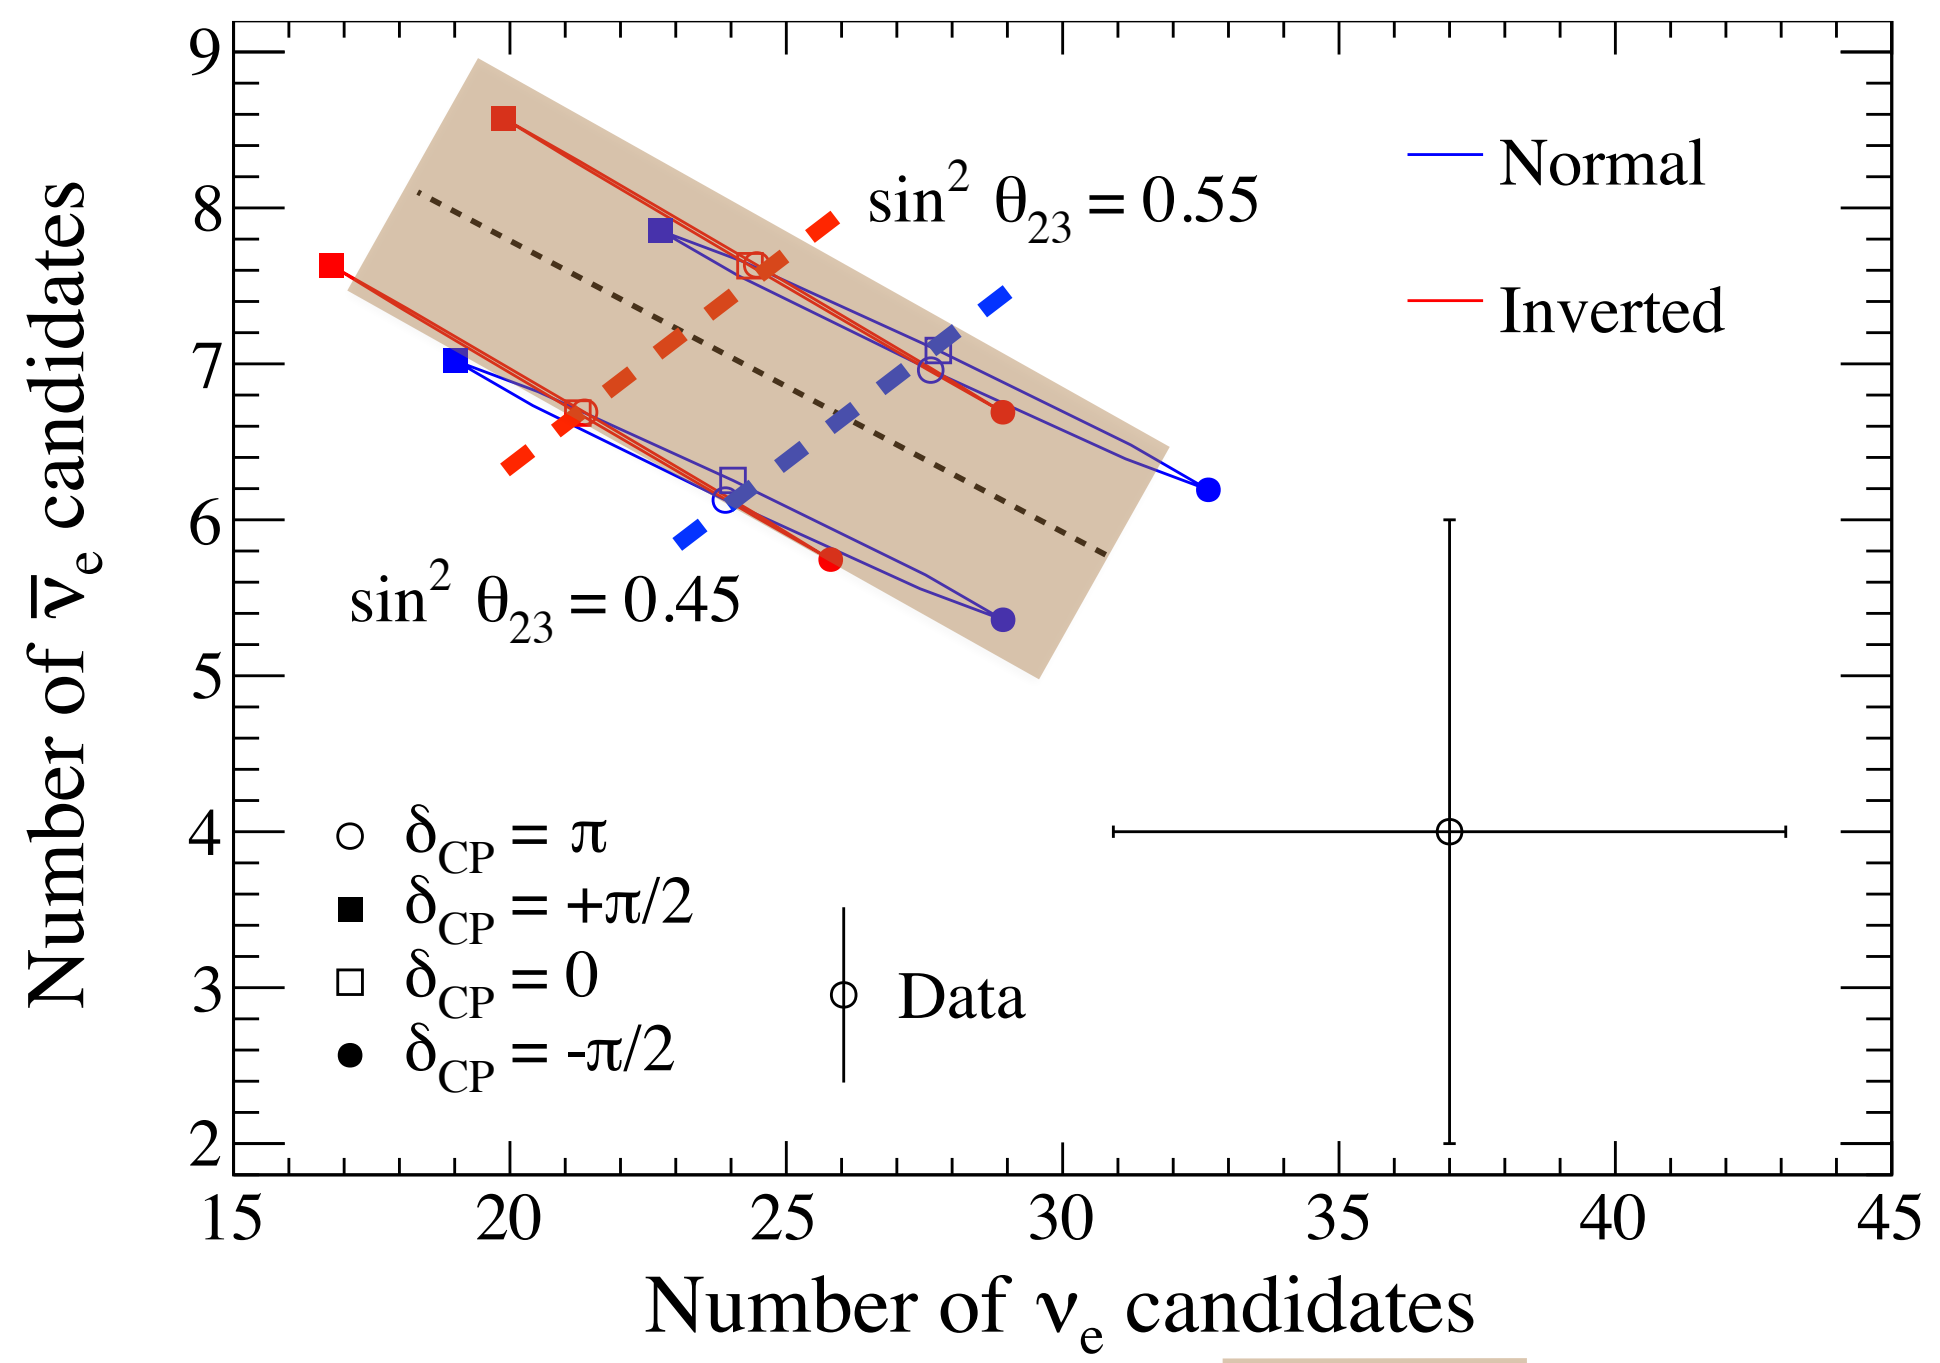 9
8
7
6
5
4
3
2
15 20 25 30 35 40 45
Number of ν̅e candidates
Number of νe candidates
sin² θ₂₃ = 0.55
sin² θ₂₃ = 0.45
Normal
Inverted
δCP = π
δCP = +π/2
δCP = 0
δCP = -π/2
Data